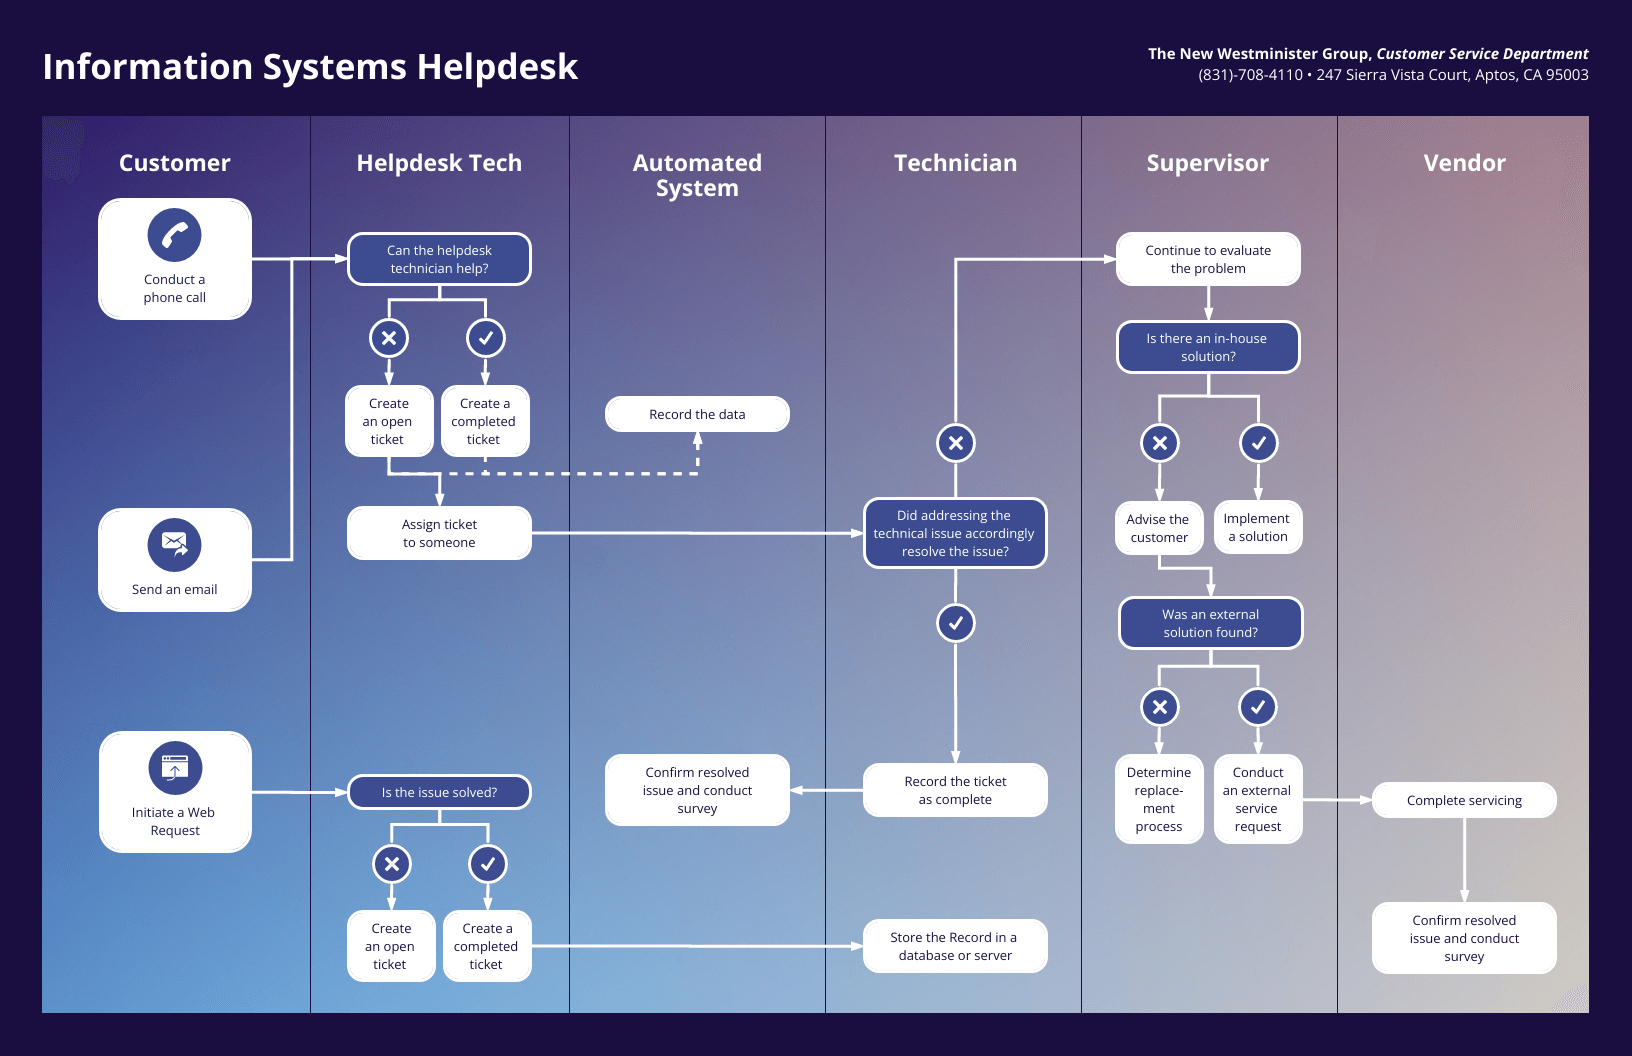 Information Systems Helpdesk
The New Westminister Group, Customer Service Department
(831)-708-4110 • 247 Sierra Vista Court, Aptos, CA 95003
Customer
Conduct a
phone call
Send an email
Initiate a Web
Request
Helpdesk Tech
Can the helpdesk
technician help?
Create
an open
ticket
Create a
completed
ticket
Assign ticket
to someone
Is the issue solved?
Create
an open
ticket
Create a
completed
ticket
Automated
System
Record the data
Confirm resolved
issue and conduct
survey
Technician
Did addressing the
technical issue accordingly
resolve the issue?
Record the ticket
as complete
Store the Record in a
database or server
Supervisor
Continue to evaluate
the problem
Is there an in-house
solution?
Advise the
customer
Implement
a solution
Was an external
solution found?
Determine
replace-
ment
process
Conduct
an external
service
request
Vendor
Complete servicing
Confirm resolved
issue and conduct
survey